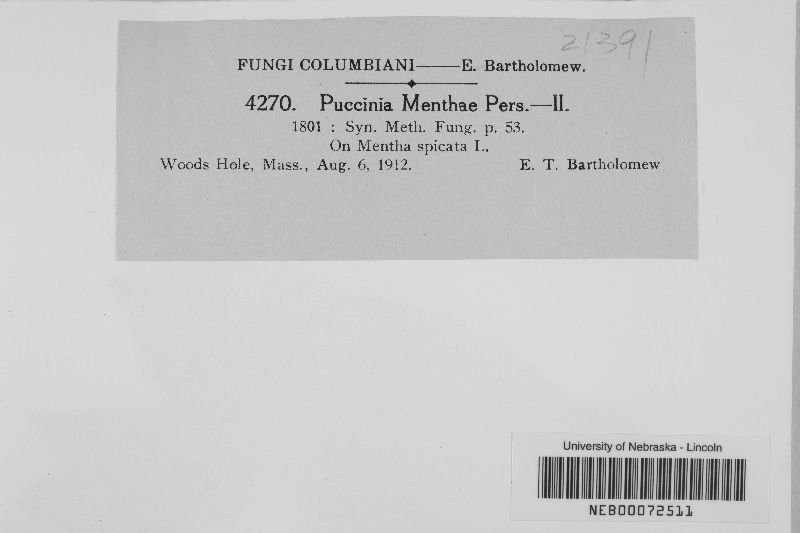 21391
FUNGI COLUMBIANI——E. Bartholomew.
4270. Puccinia Menthae Pers.—II.
1801 : Syn. Meth. Fung. p. 53.
On Mentha spicata L.
Woods Hole, Mass., Aug. 6, 1912. E. T. Bartholomew
University of Nebraska - Lincoln
NEB00072511